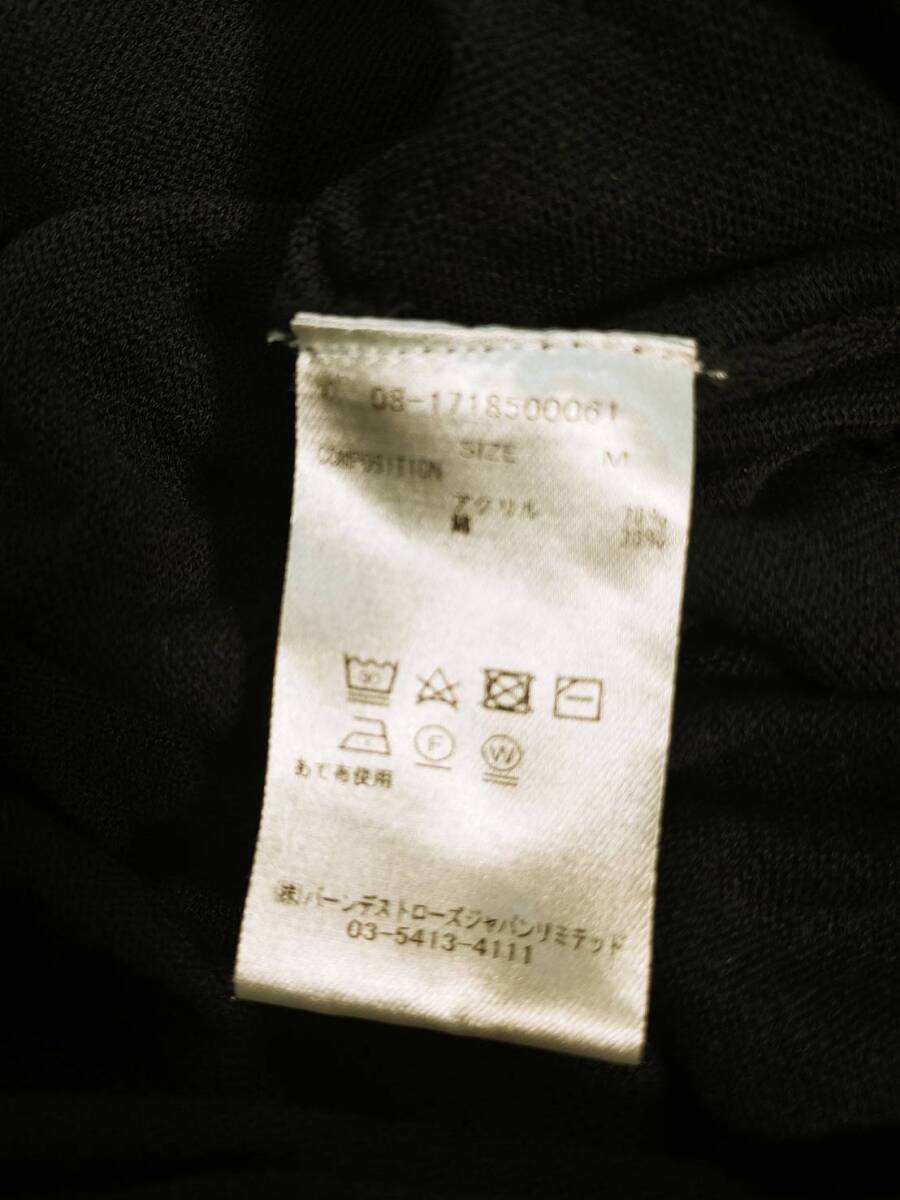 08-1718500061
SIZE M
COMPOSITION
アクリル
綿
30
F W
あて布使用
(株)バーンデストローズジャパンリミテッド
03-5413-4111